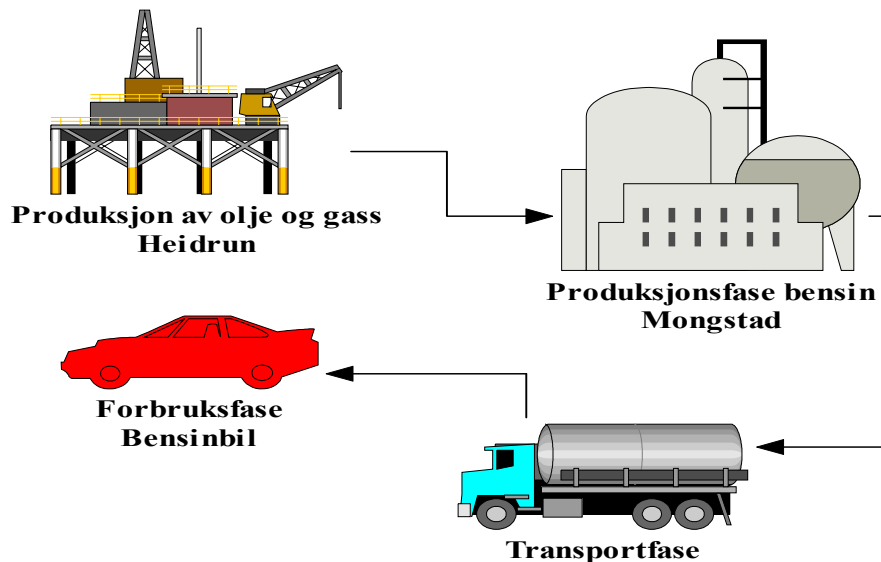 Produksjon av olje og gass
Heidrun
Produksjonsfase bensin
Mongstad
Forbruksfase
Bensinbil
Transportfase